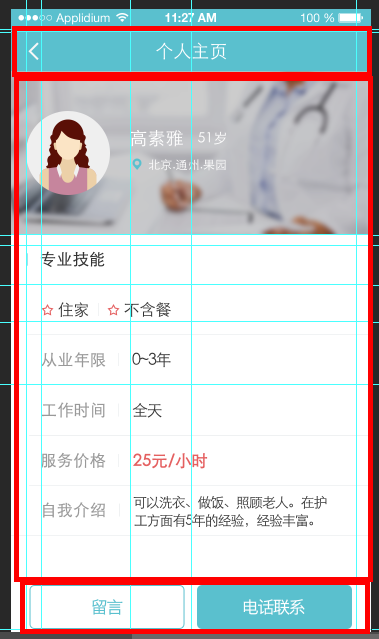 Applidium 11:27 AM 100 %
个人主页
高素雅 51岁
北京.通州.果园
专业技能
☆ 住家 ☆ 不含餐
从业年限 0~3年
工作时间 全天
服务价格 25元/小时
自我介绍 可以洗衣、做饭、照顾老人。在护
工方面有5年的经验，经验丰富。
留言 电话联系